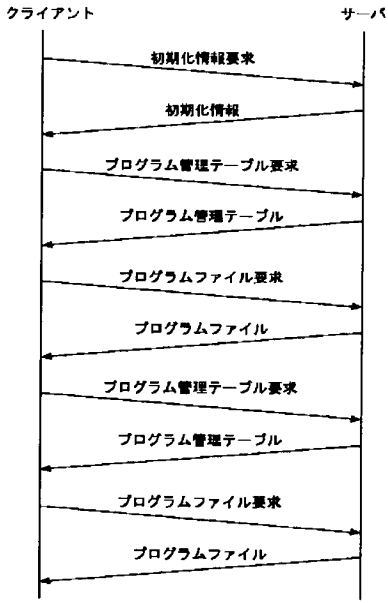 クライアント
サーバ
初期化情報要求
初期化情報
プログラム管理テーブル要求
プログラム管理テーブル
プログラムファイル要求
プログラムファイル
プログラム管理テーブル要求
プログラム管理テーブル
プログラムファイル要求
プログラムファイル